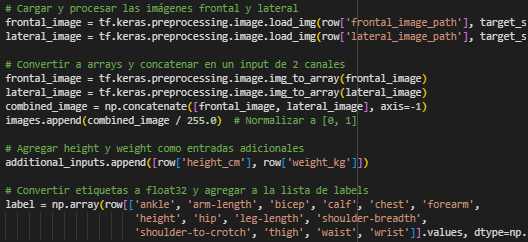 # Cargar y procesar las imágenes frontal y lateral
frontal_image = tf.keras.preprocessing.image.load_img(row['frontal_image_path'], target_s
lateral_image = tf.keras.preprocessing.image.load_img(row['lateral_image_path'], target_s
# Convertir a arrays y concatenar en un input de 2 canales
frontal_image = tf.keras.preprocessing.image.img_to_array(frontal_image)
lateral_image = tf.keras.preprocessing.image.img_to_array(lateral_image)
combined_image = np.concatenate([frontal_image, lateral_image], axis=-1)
images.append(combined_image / 255.0)  # Normalizar a [0, 1]
# Agregar height y weight como entradas adicionales
additional_inputs.append([row['height_cm'], row['weight_kg']])
# Convertir etiquetas a float32 y agregar a la lista de labels
label = np.array(row[['ankle', 'arm-length', 'bicep', 'calf', 'chest', 'forearm',
'height', 'hip', 'leg-length', 'shoulder-breadth',
'shoulder-to-crotch', 'thigh', 'waist', 'wrist']].values, dtype=np.